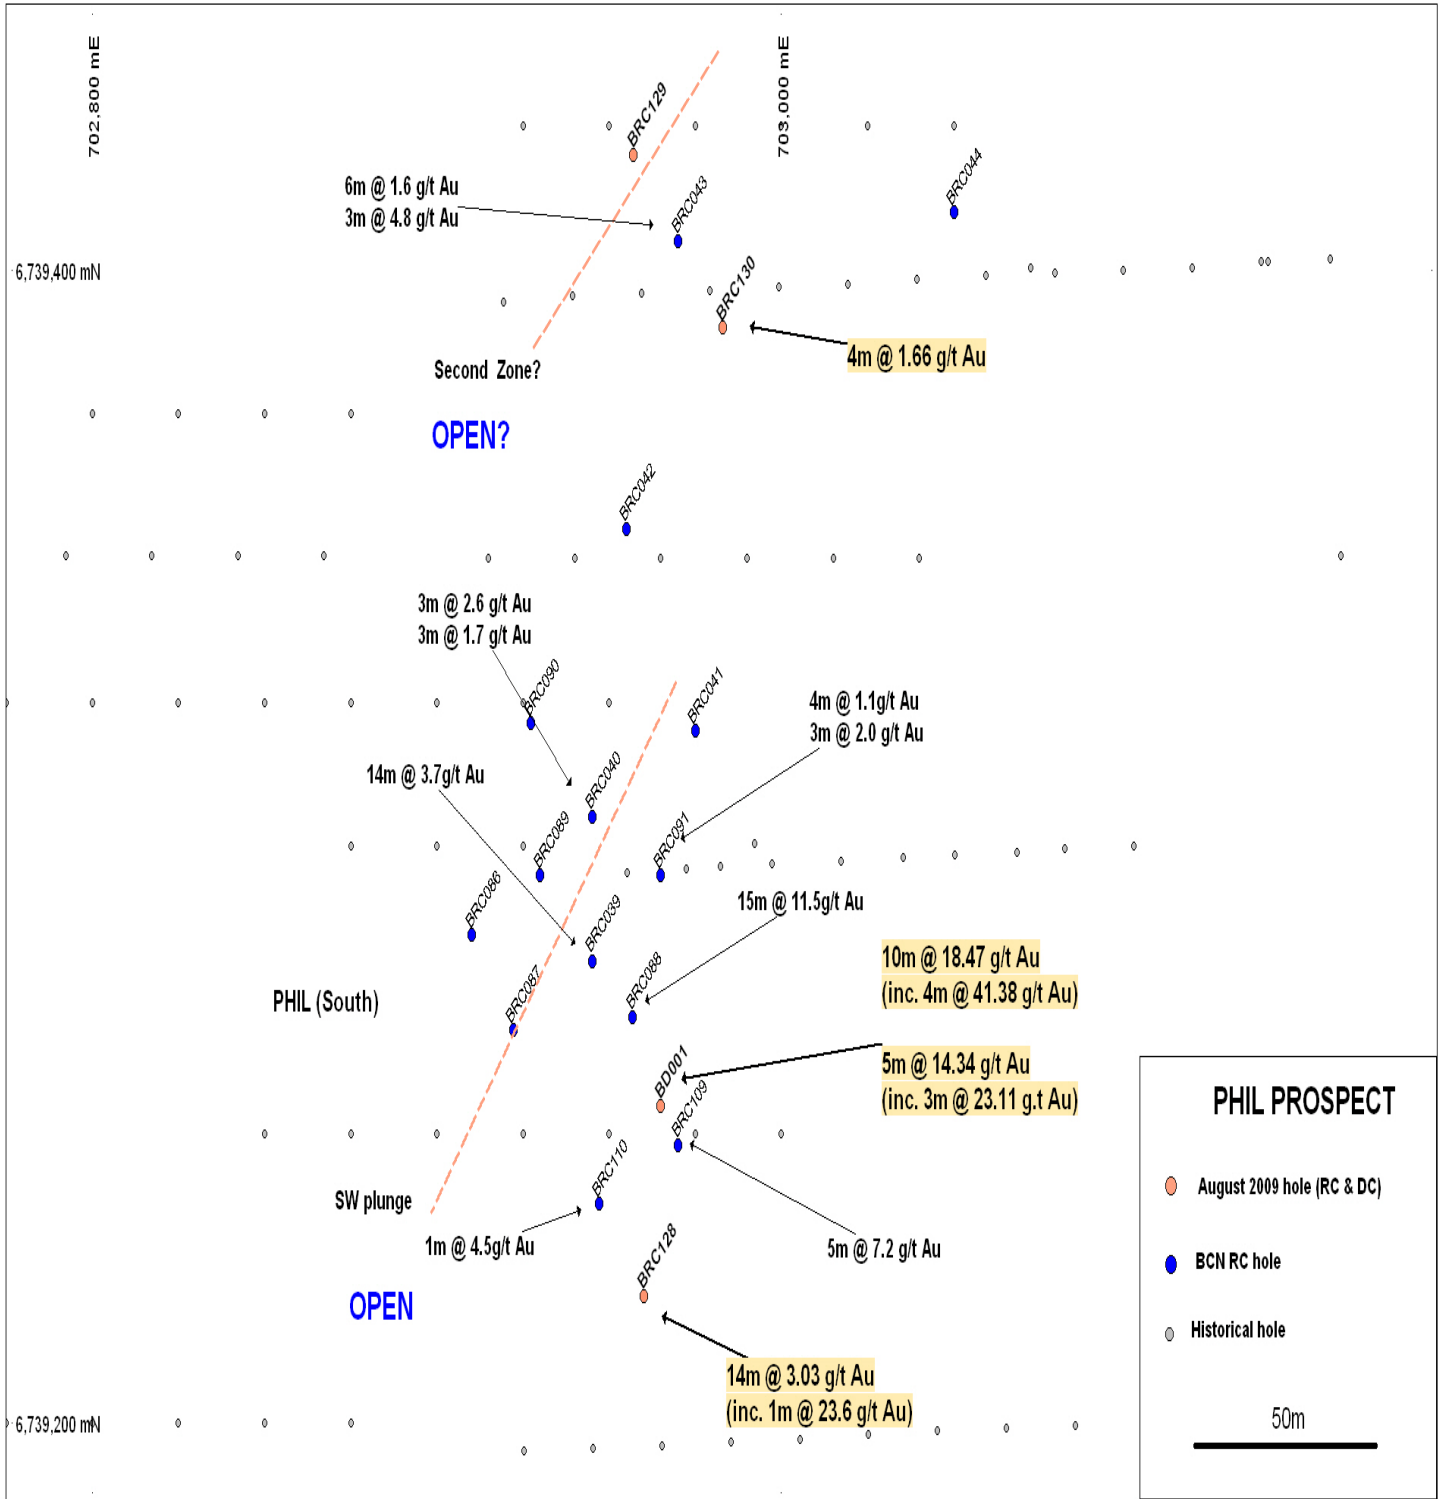 702,800 mE
703,000 mE
BRC129
6m @ 1.6 g/t Au
3m @ 4.8 g/t Au
BRC043
BRC044
6,739,400 mN
BRC130
4m @ 1.66 g/t Au
Second Zone?
OPEN?
BRC042
3m @ 2.6 g/t Au
3m @ 1.7 g/t Au
BRC090
BRC041
4m @ 1.1g/t Au
3m @ 2.0 g/t Au
14m @ 3.7g/t Au
BRC040
BRC089
BRC091
BRC086
BRC039
15m @ 11.5g/t Au
BRC088
10m @ 18.47 g/t Au
(inc. 4m @ 41.38 g/t Au)
PHIL (South)
BRC087
5m @ 14.34 g/t Au
(inc. 3m @ 23.11 g.t Au)
BD001
BRC109
BRC110
SW plunge
1m @ 4.5g/t Au
5m @ 7.2 g/t Au
BRC128
OPEN
14m @ 3.03 g/t Au
(inc. 1m @ 23.6 g/t Au)
6,739,200 mN
PHIL PROSPECT
August 2009 hole (RC & DC)
BCN RC hole
Historical hole
50m